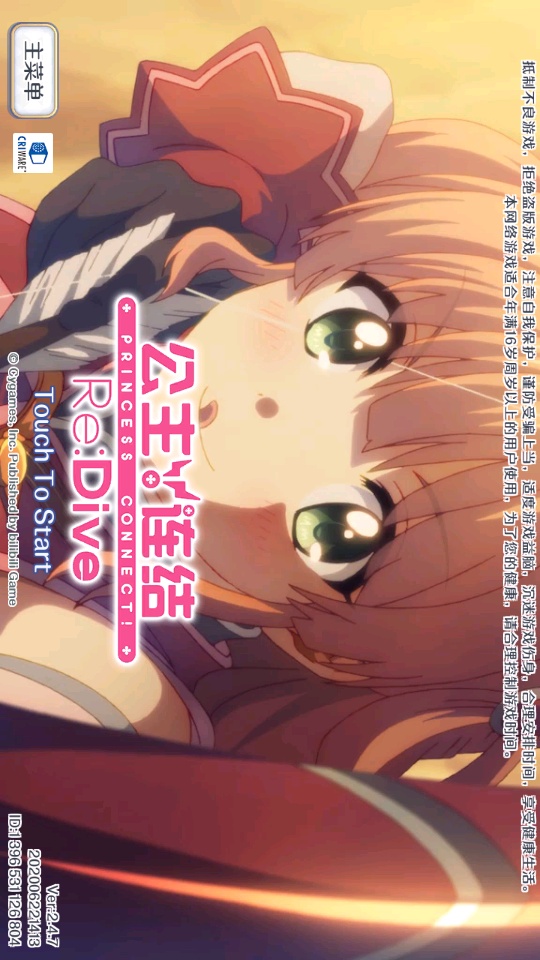 抵制不良游戏，拒绝盗版游戏，注意自我保护，谨防受骗上当，适度游戏益脑，沉迷游戏伤身，合理安排时间，享受健康生活。
本网络游戏适合年满16岁周岁以上的用户使用，为了您的健康，请合理控制游戏时间。
主菜单
CRIWARE
公主连结
PRINCESS CONNECT!
Re:Dive
Touch To Start
© Cygames, Inc. Published by bilibili Game
Ver.2.4.7
202006221413
ID:1396531126804